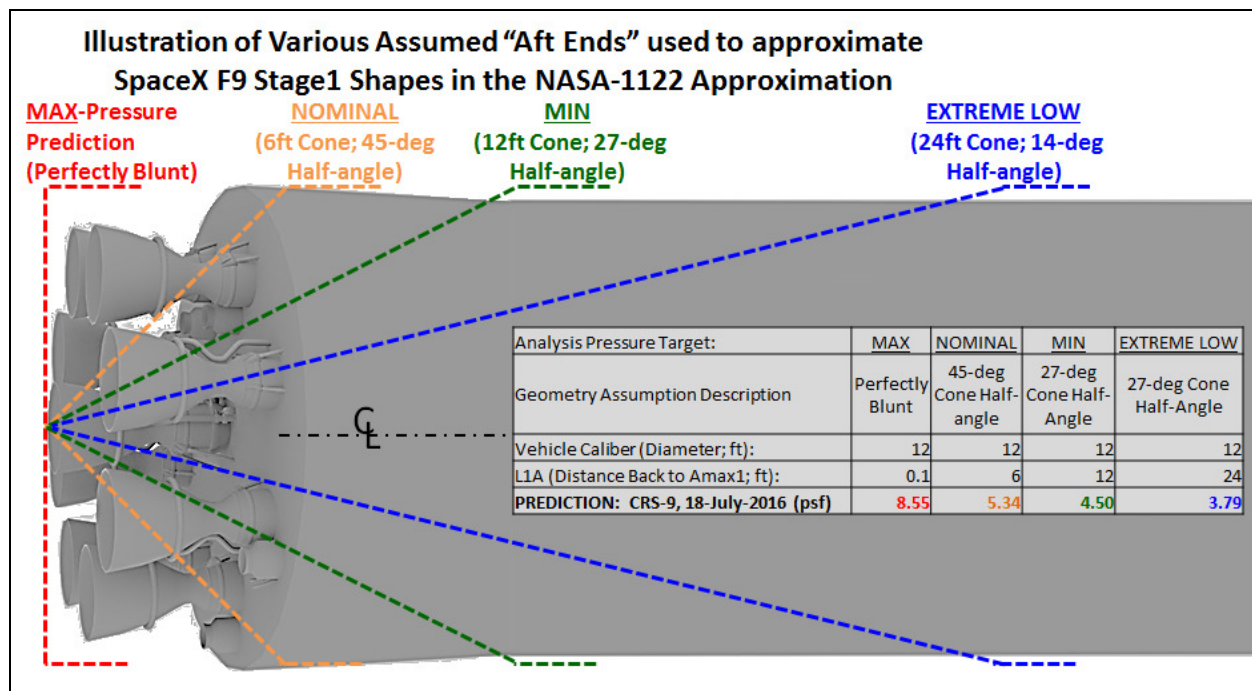 Illustration of Various Assumed “Aft Ends” used to approximate
SpaceX F9 Stage1 Shapes in the NASA-1122 Approximation
MAX-Pressure
Prediction
(Perfectly Blunt)
NOMINAL
(6ft Cone; 45-deg
Half-angle)
MIN
(12ft Cone; 27-deg
Half-angle)
EXTREME LOW
(24ft Cone; 14-deg
Half-angle)
CL
Analysis Pressure Target: MAX NOMINAL MIN EXTREME LOW
Geometry Assumption Description
Perfectly
Blunt
45-deg
Cone Half-
angle
27-deg
Cone Half-
Angle
27-deg Cone
Half-Angle
Vehicle Caliber (Diameter; ft): 12 12 12 12
L1A (Distance Back to Amax1; ft): 0.1 6 12 24
PREDICTION: CRS-9, 18-July-2016 (psf) 8.55 5.34 4.50 3.79